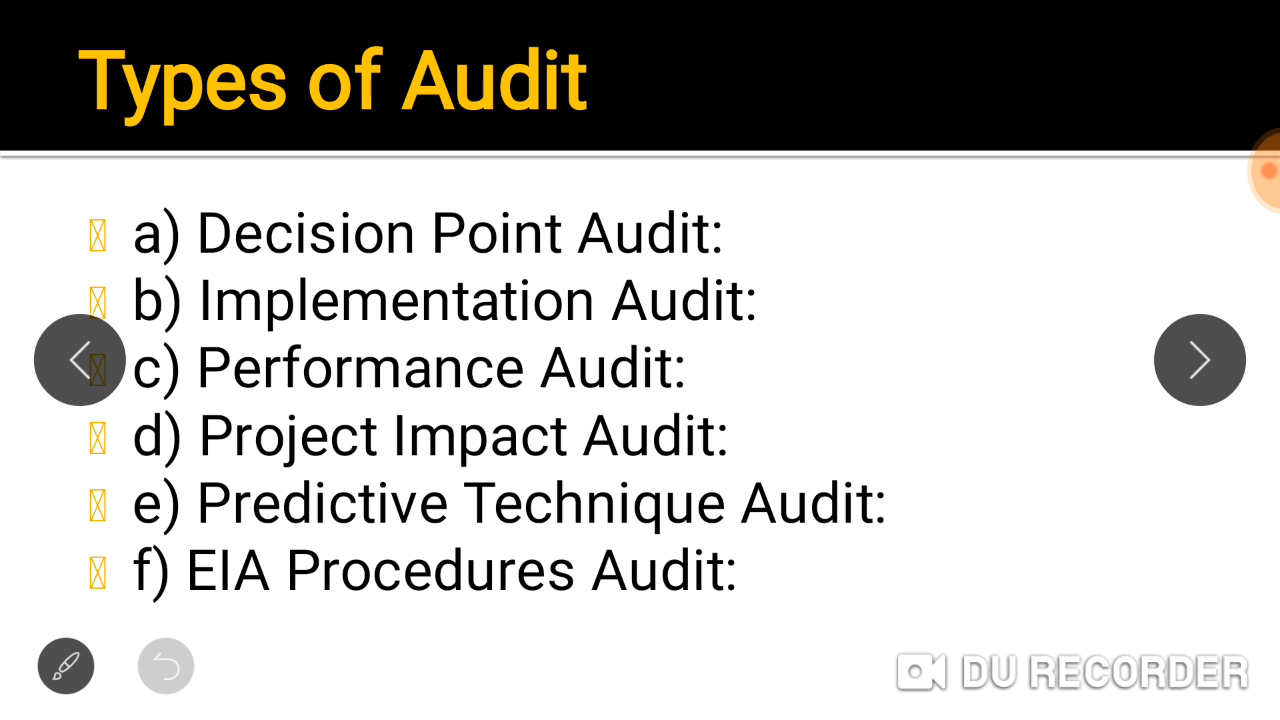 Types of Audit
a) Decision Point Audit:
b) Implementation Audit:
c) Performance Audit:
d) Project Impact Audit:
e) Predictive Technique Audit:
f) EIA Procedures Audit:
DU RECORDER